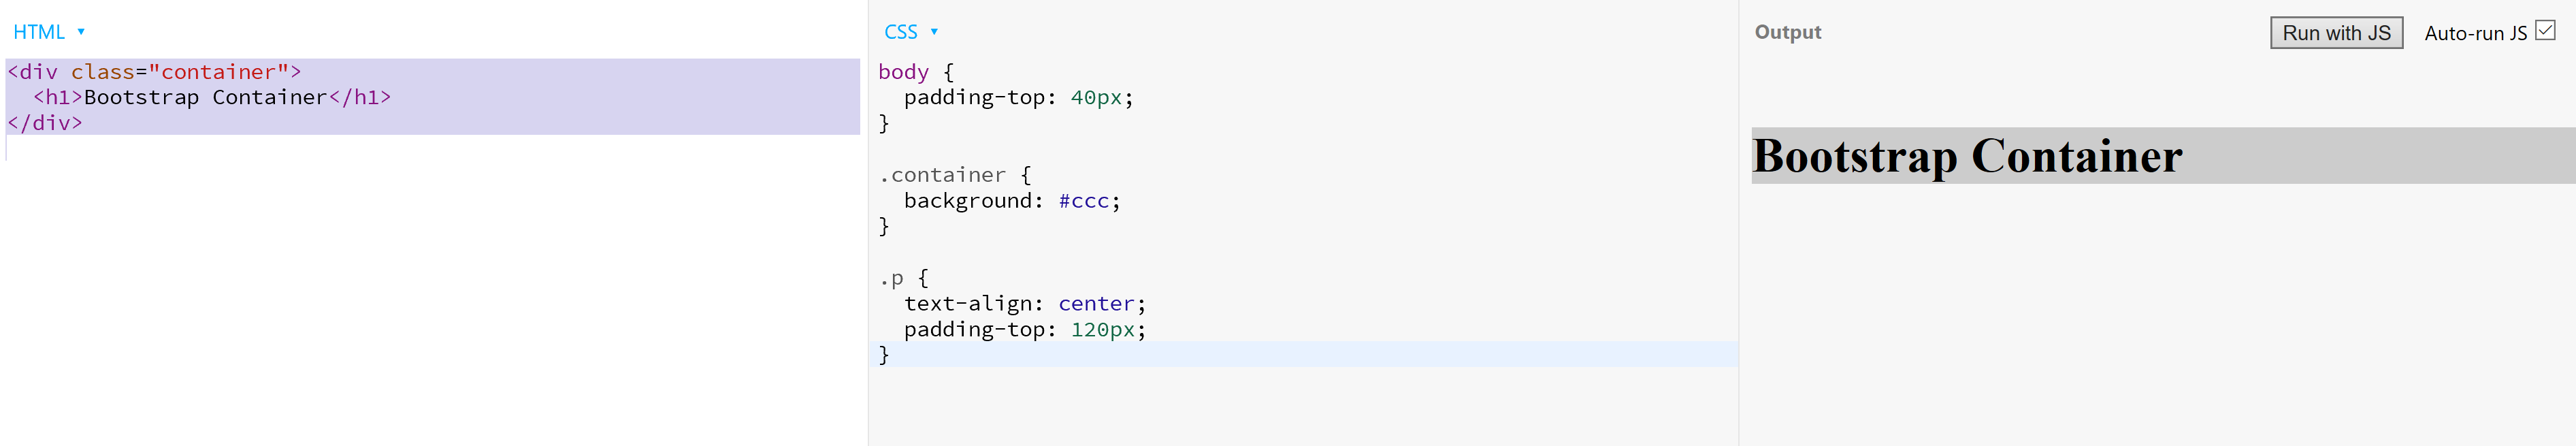 HTML ▾
<div class="container">
  <h1>Bootstrap Container</h1>
</div>
CSS ▾
body {
  padding-top: 40px;
}
.container {
  background: #ccc;
}
.p {
  text-align: center;
  padding-top: 120px;
}
Output
Run with JS
Auto-run JS
Bootstrap Container